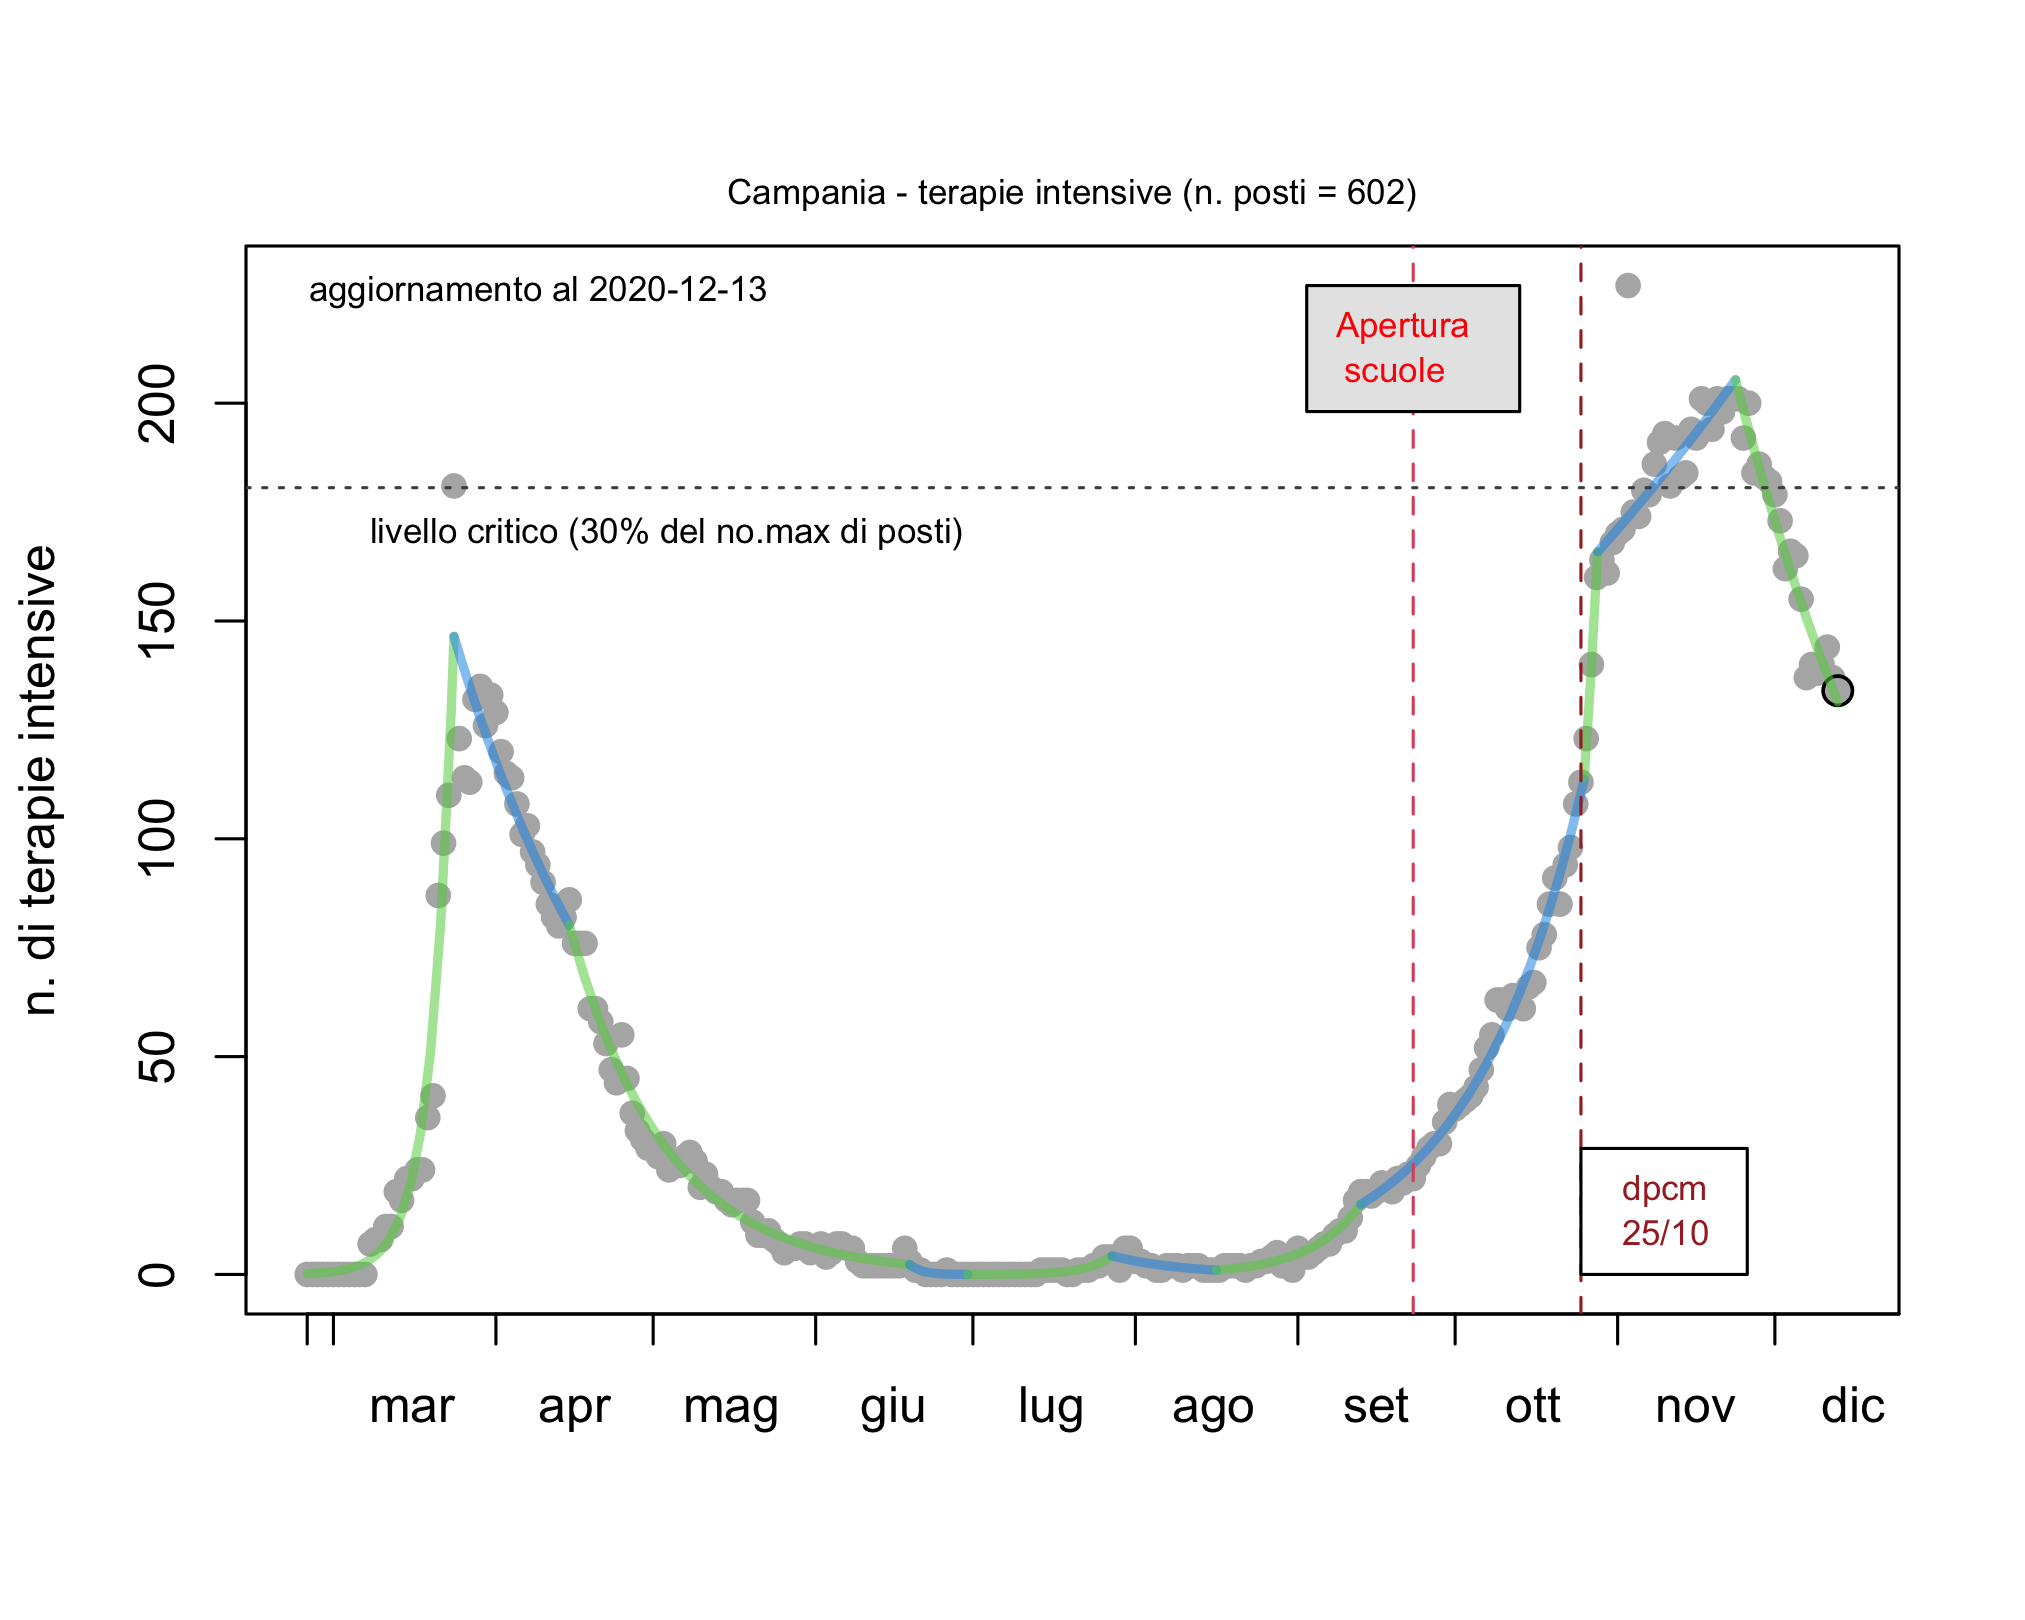 Campania - terapie intensive (n. posti = 602)
aggiornamento al 2020-12-13
Apertura
scuole
livello critico (30% del no.max di posti)
n. di terapie intensive
200
150
100
50
0
dpcm
25/10
mar apr mag giu lug ago set ott nov dic